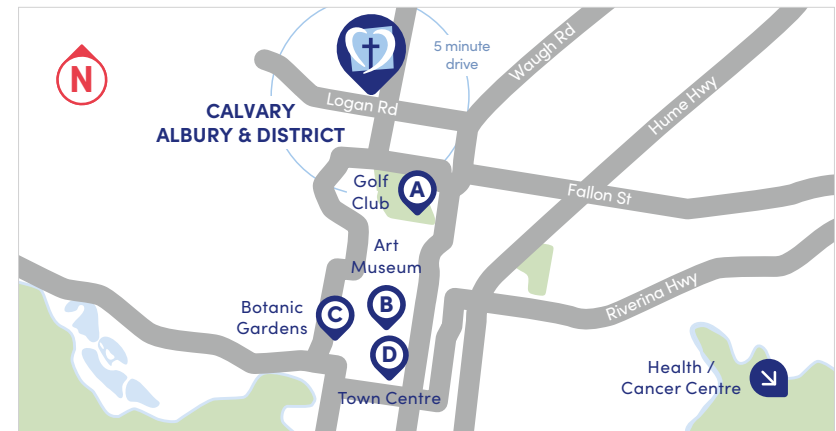 N
5 minute
drive
Waugh Rd
Hume Hwy
Logan Rd
CALVARY
ALBURY & DISTRICT
Golf
Club
A
Fallon St
Art
Museum
Riverina Hwy
Botanic
Gardens
C
B
D
Town Centre
Health /
Cancer Centre